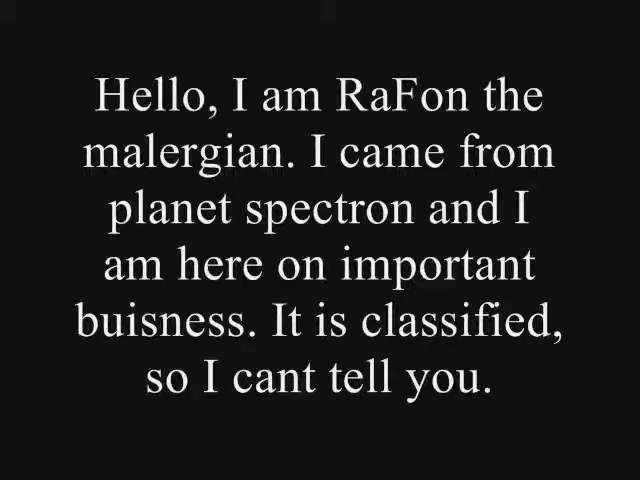 Hello, I am RaFon the
malergian. I came from
planet spectron and I
am here on important
buisness. It is classified,
so I cant tell you.